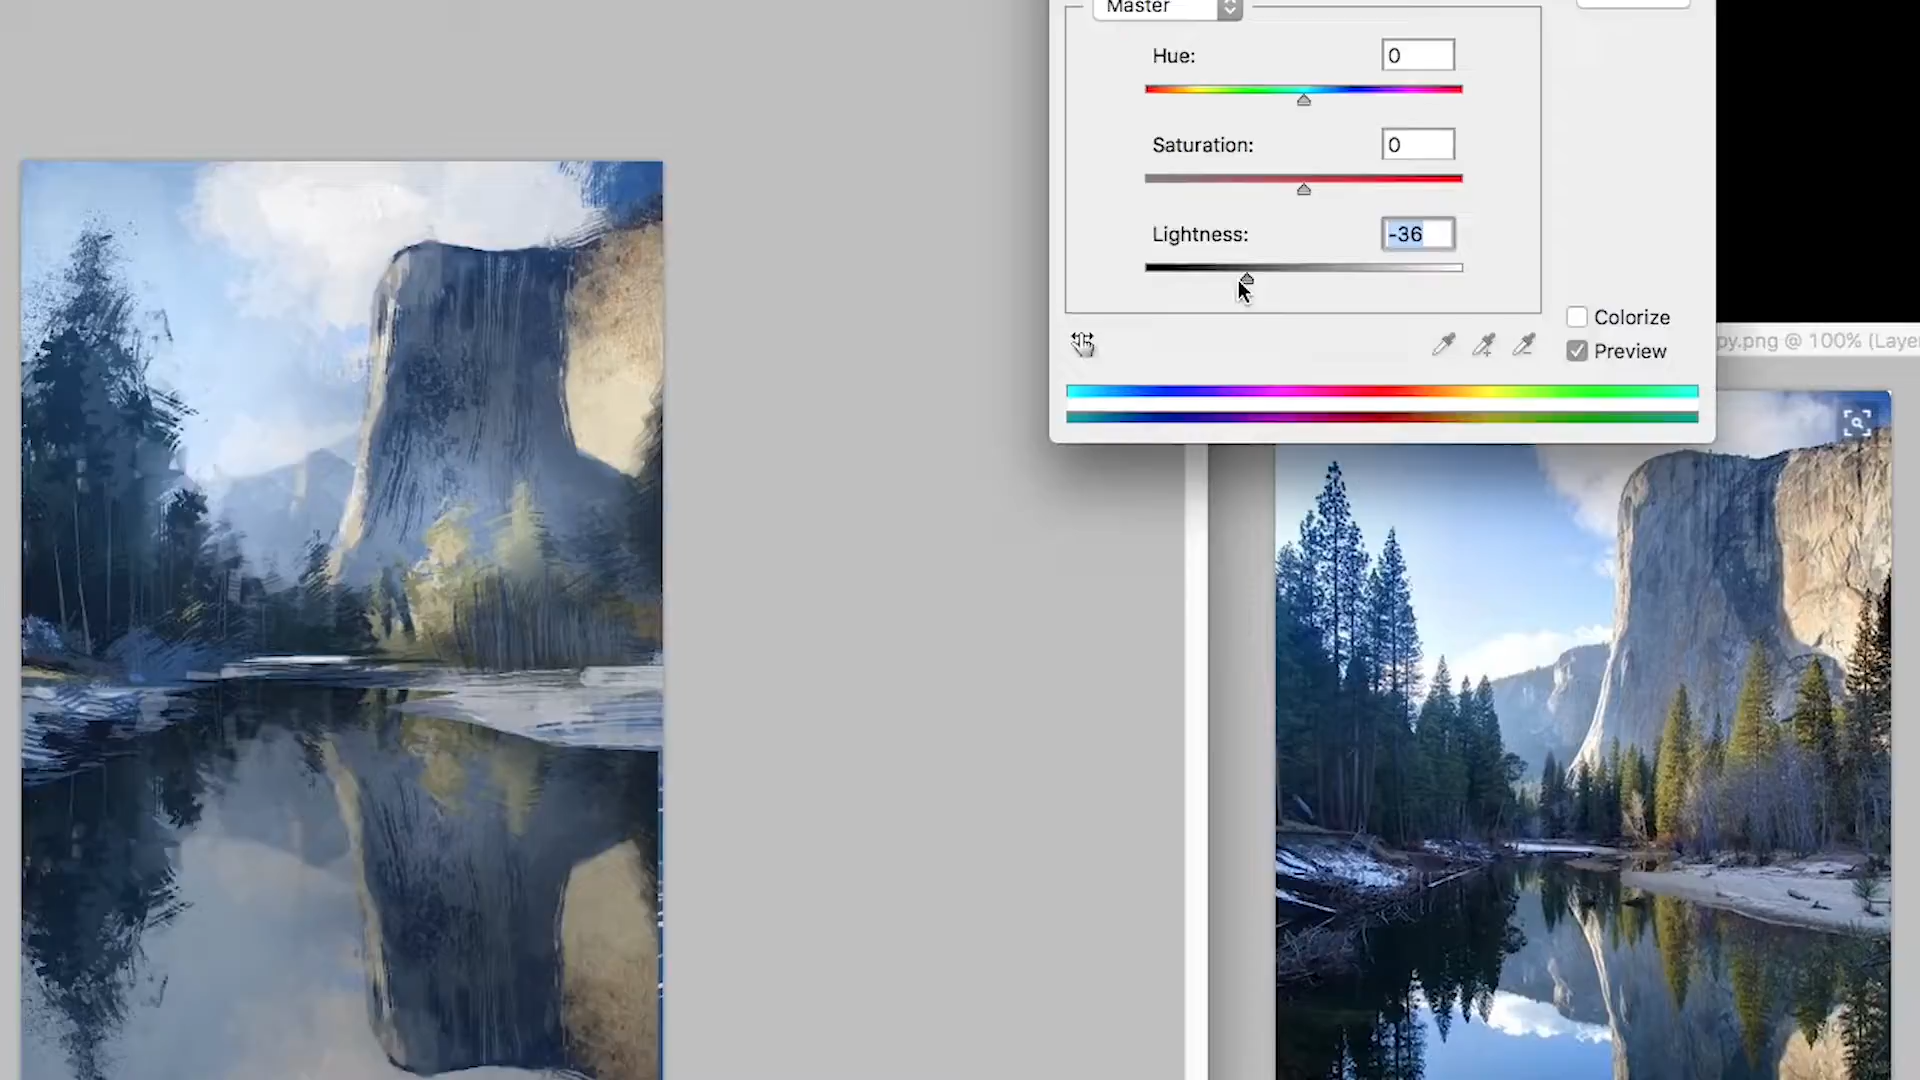 Master
Hue:
0
Saturation:
0
Lightness:
-36
Colorize
Preview
py.png @ 100% (Laye